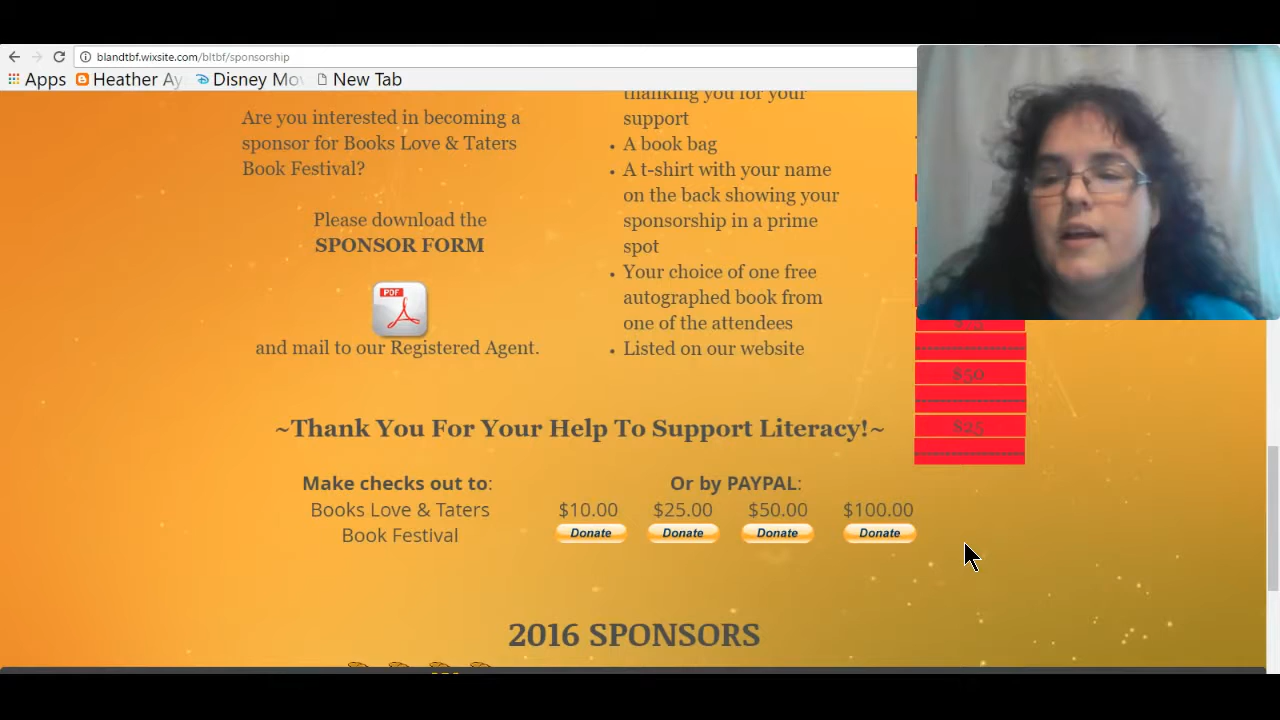 blandtbf.wixsite.com/bltbf/sponsorship
Apps Heather Ay Disney Mov New Tab
Are you interested in becoming a
sponsor for Books Love & Taters
Book Festival?
Please download the
SPONSOR FORM
PDF
and mail to our Registered Agent.
thanking you for your
support
• A book bag
• A t-shirt with your name
on the back showing your
sponsorship in a prime
spot
• Your choice of one free
autographed book from
one of the attendees
• Listed on our website
$50
$25
~Thank You For Your Help To Support Literacy!~
Make checks out to:
Books Love & Taters
Book Festival
Or by PAYPAL:
$10.00 $25.00 $50.00 $100.00
Donate Donate Donate Donate
2016 SPONSORS